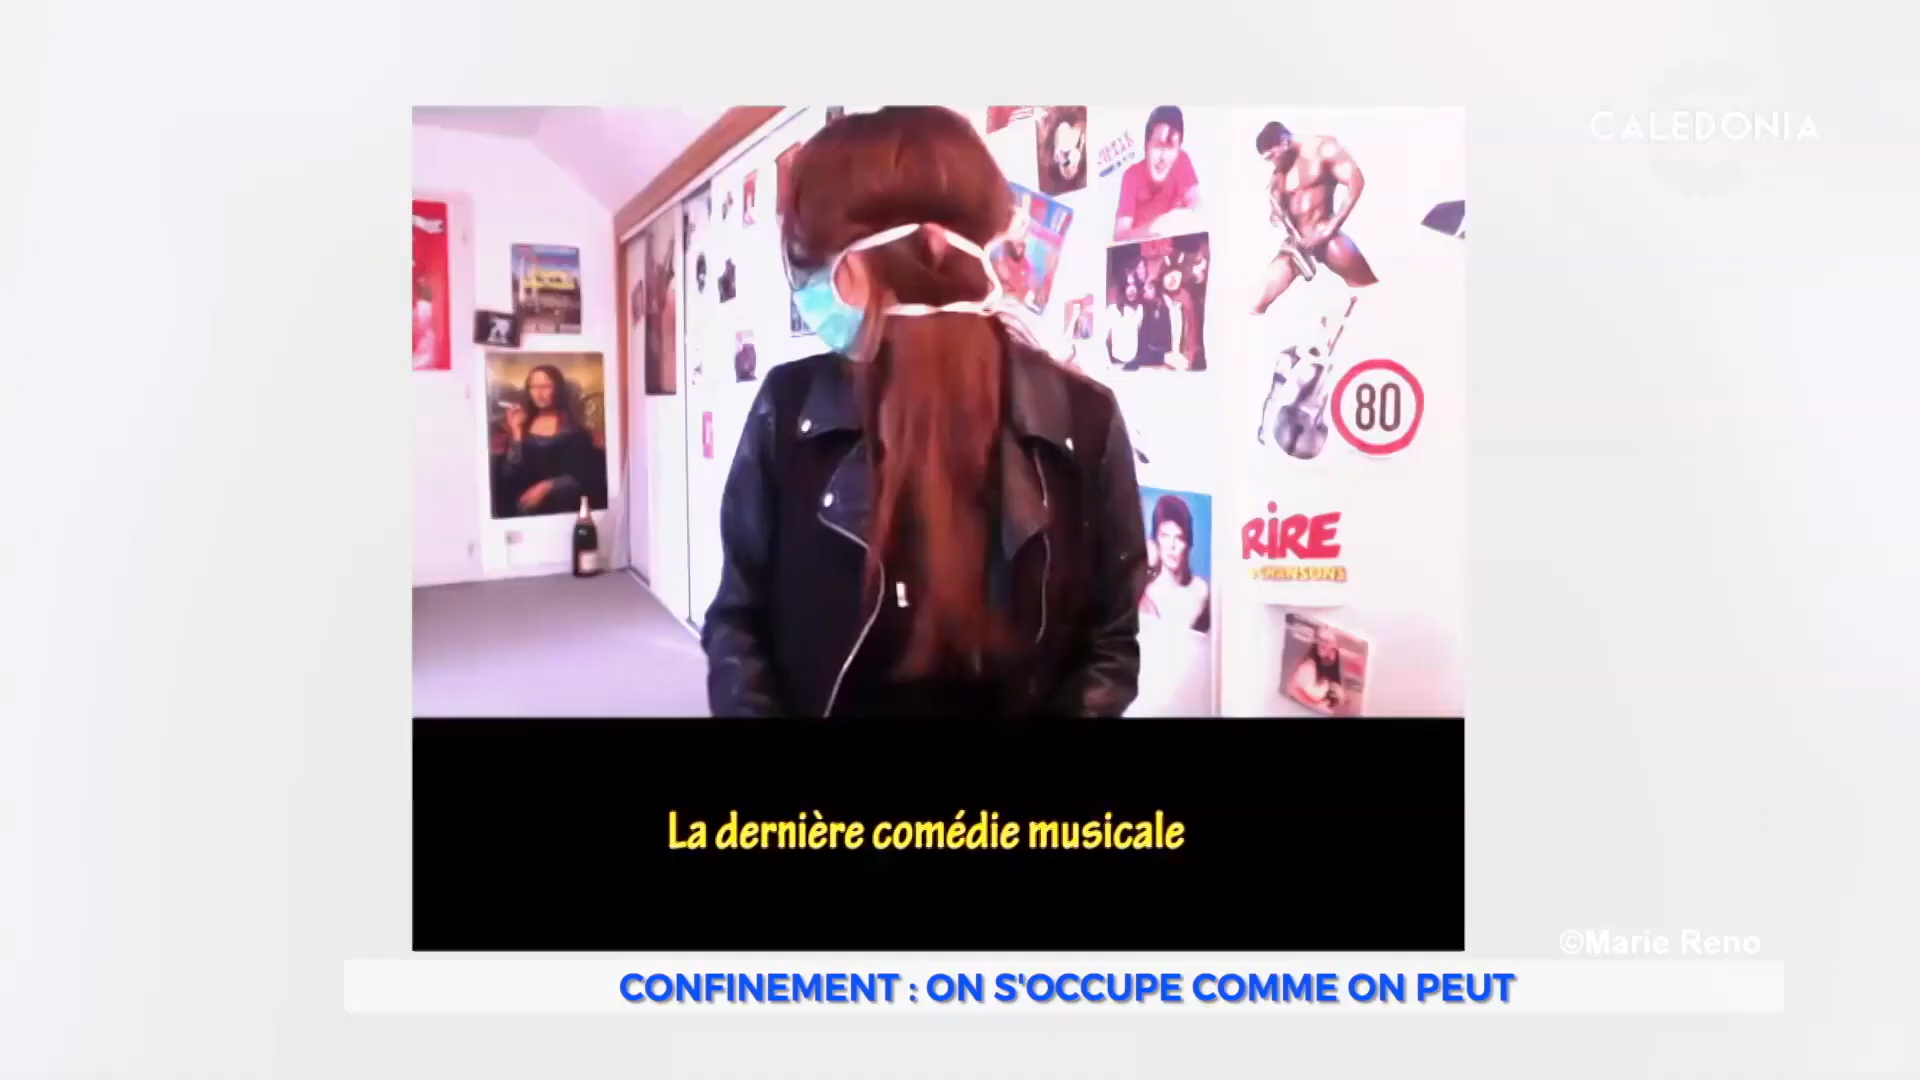 CALEDONIA
80
RIRE
& CHANSONS
La dernière comédie musicale
©Marie Reno
CONFINEMENT : ON S'OCCUPE COMME ON PEUT